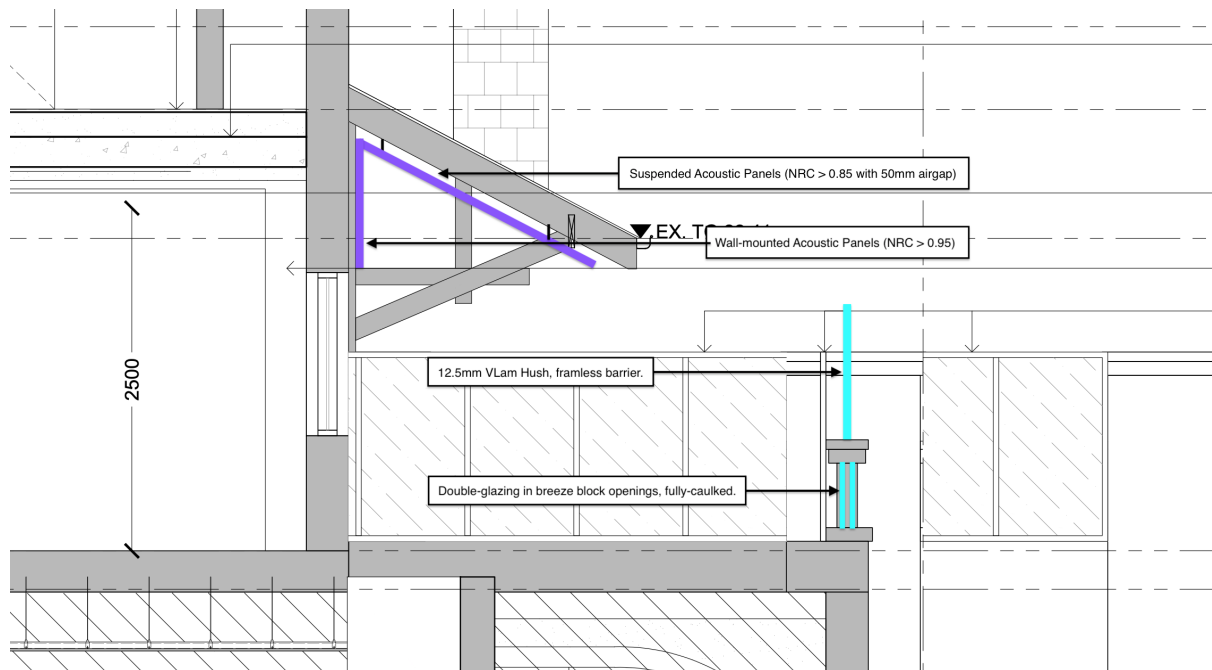 Suspended Acoustic Panels (NRC > 0.85 with 50mm airgap)
EX. TO
Wall-mounted Acoustic Panels (NRC > 0.95)
12.5mm VLam Hush, framless barrier.
2500
Double-glazing in breeze block openings, fully-caulked.